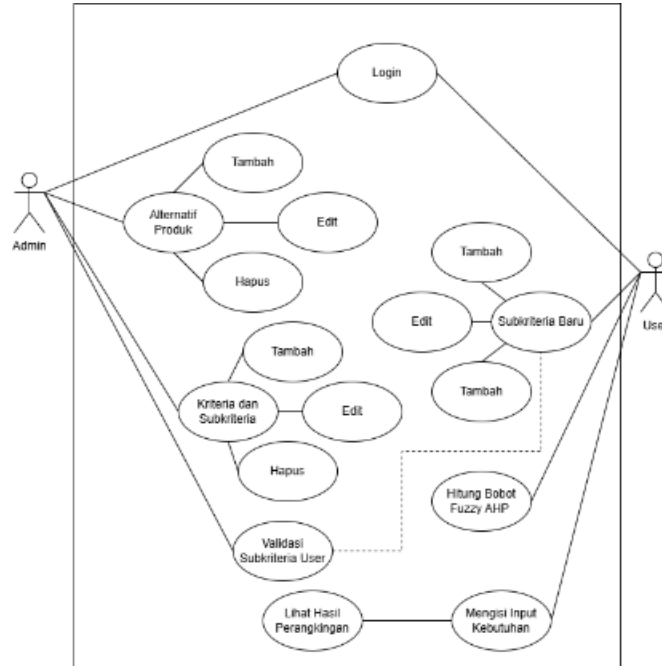 Login
Tambah
Admin
Alternatif
Produk
Edit
Hapus
Tambah
Edit
Subkriteria Baru
Use
Tambah
Tambah
Kriteria dan
Subkriteria
Edit
Hapus
Hitung Bobot
Fuzzy AHP
Validasi
Subkriteria User
Lihat Hasil
Perangkingan
Mengisi Input
Kebutuhan